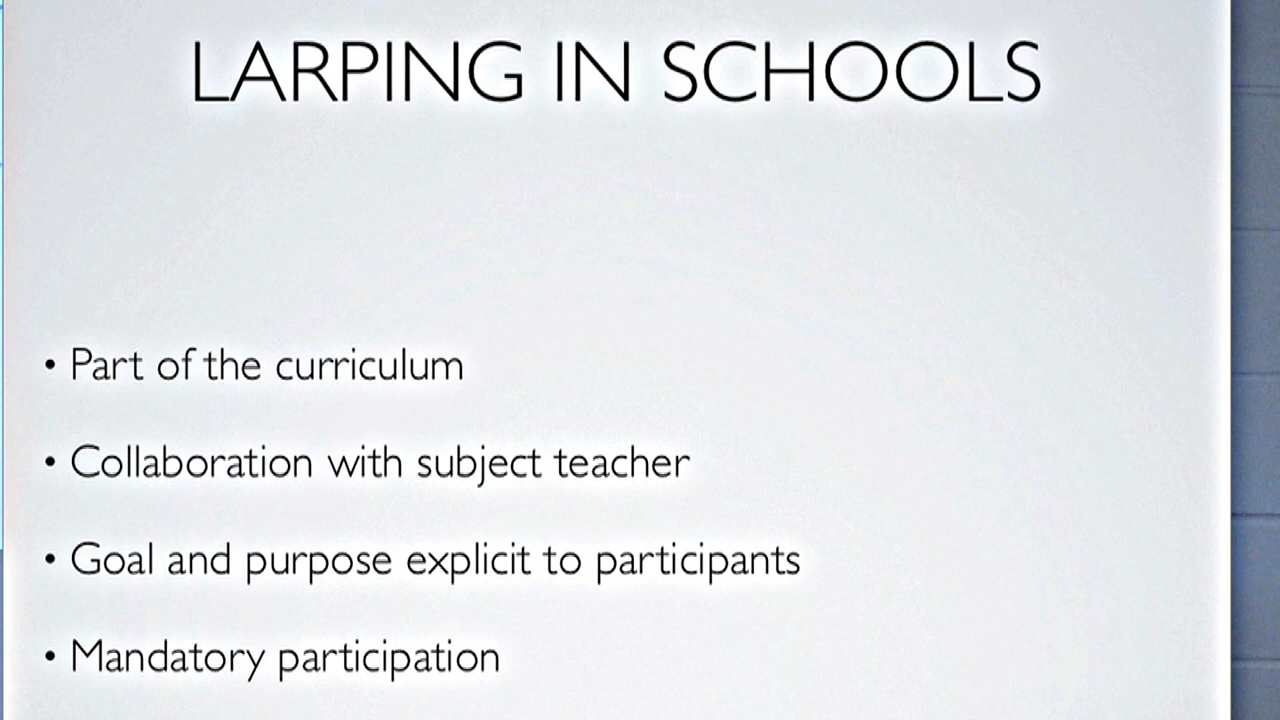 LARPING IN SCHOOLS
• Part of the curriculum
• Collaboration with subject teacher
• Goal and purpose explicit to participants
• Mandatory participation